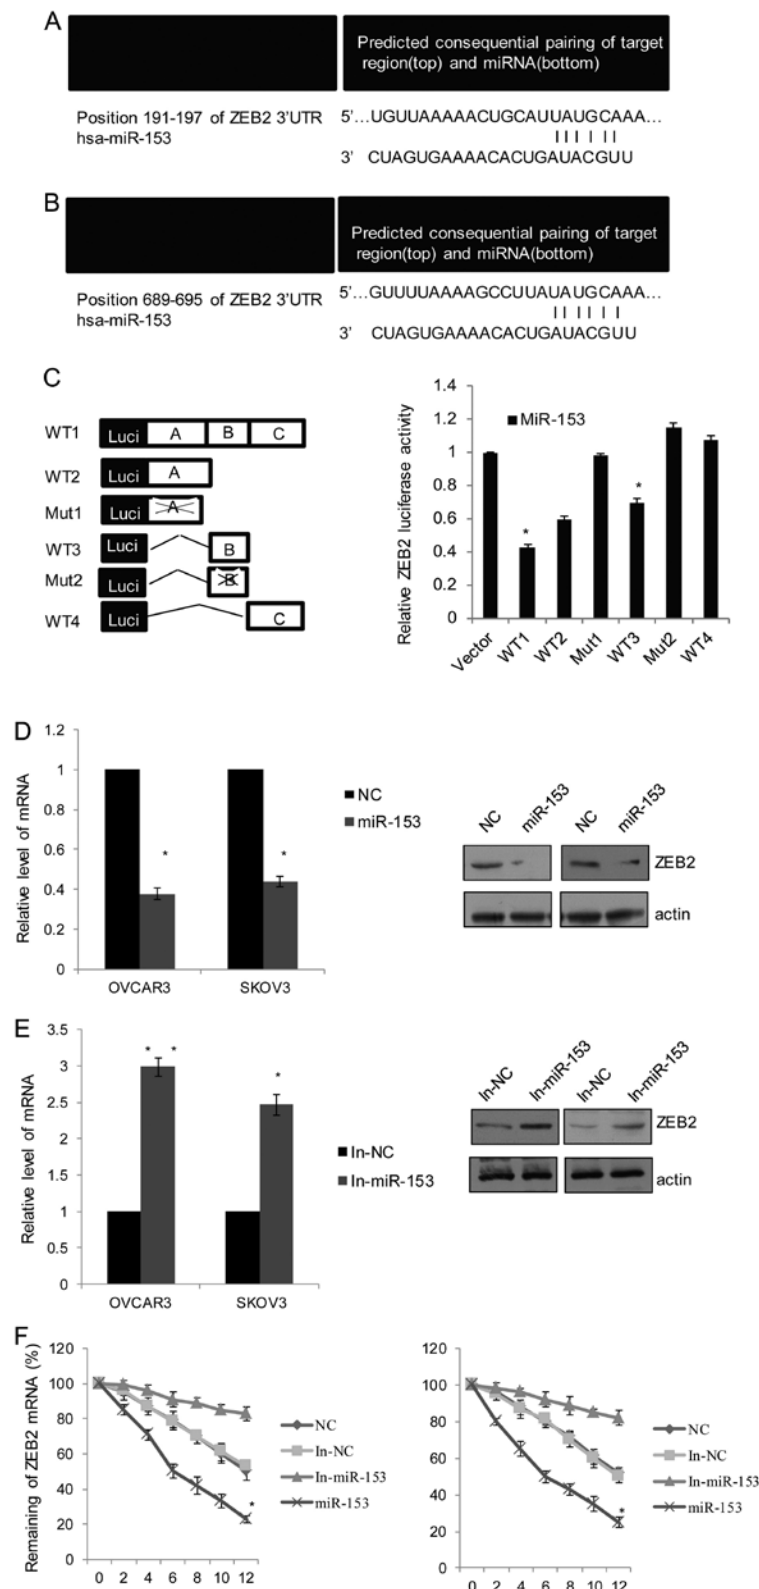 A
Predicted consequential pairing of target
region(top) and miRNA(bottom)
Position 191-197 of ZEB2 3'UTR
hsa-miR-153
5'...UGUUAAAAACUGCAUUAUGCAAA...
3' CUAGUGAAAACACUGAUACGUU
B
Predicted consequential pairing of target
region(top) and miRNA(bottom)
Position 689-695 of ZEB2 3'UTR
hsa-miR-153
5'...GUUUUAAAAGCCUUAUAUGCAAA...
3' CUAGUGAAAACACUGAUACGUU
C
WT1 Luci A B C
WT2 Luci A
Mut1 Luci A
WT3 Luci B
Mut2 Luci B
WT4 Luci C
Relative ZEB2 luciferase activity
1.4
1.2
1
0.8
0.6
0.4
0.2
0
MiR-153
*
*
Vector WT1 WT2 Mut1 WT3 Mut2 WT4
D
Relative level of mRNA
1.2
1
0.8
0.6
0.4
0.2
0
*
*
OVCAR3 SKOV3
NC
miR-153
NC miR-153 NC miR-153
ZEB2
actin
E
Relative level of mRNA
3.5
3
2.5
2
1.5
1
0.5
0
* *
*
OVCAR3 SKOV3
In-NC
In-miR-153
In-NC In-miR-153 In-NC In-miR-153
ZEB2
actin
F
Remaining of ZEB2 mRNA (%)
120
100
80
60
40
20
0
*
0 2 4 6 8 10 12
NC
In-NC
In-miR-153
miR-153
120
100
80
60
40
20
0
*
0 2 4 6 8 10 12
NC
In-NC
In-miR-153
miR-153